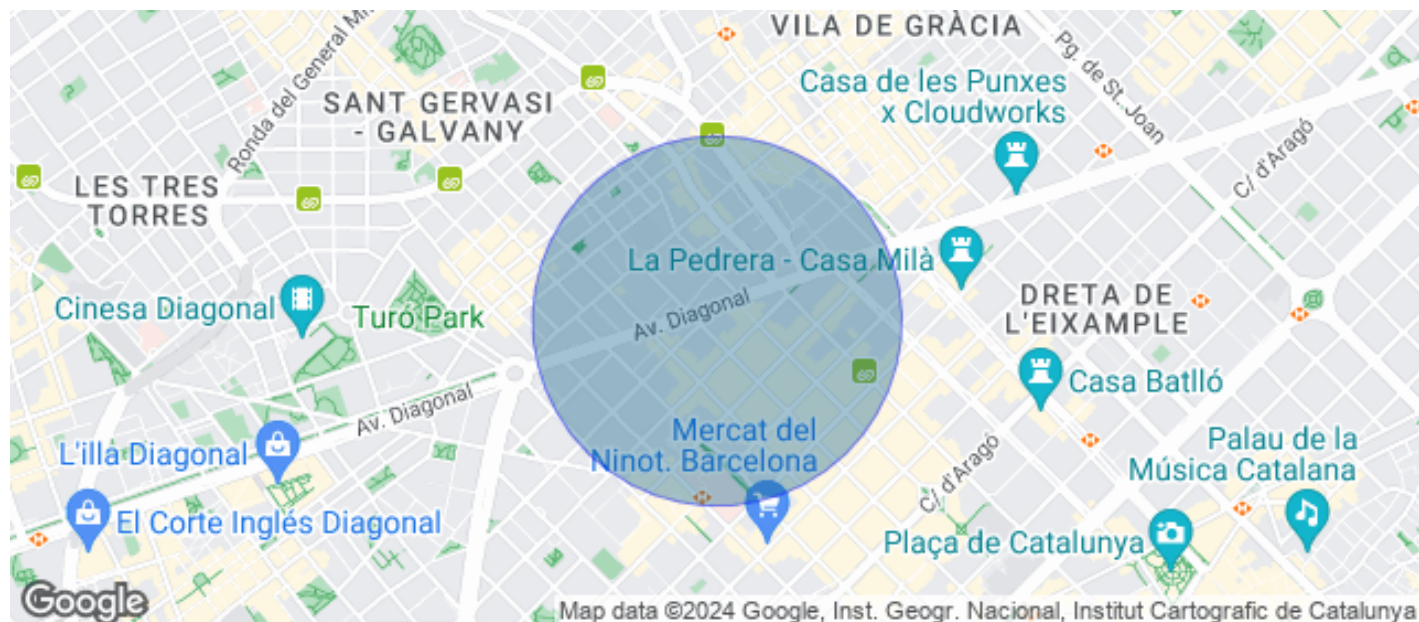 VILA DE GRÀCIA
Pg. de St. Joan
Ronda del General Mi
Casa de les Punxes
x Cloudworks
SANT GERVASI
- GALVANY
C/ d'Aragó
LES TRES
TORRES
La Pedrera - Casa Milà
Cinesa Diagonal
Turó Park
Av. Diagonal
DRETA DE
L'EIXAMPLE
Casa Batlló
Av. Diagonal
Mercat del
Ninot. Barcelona
L'illa Diagonal
Palau de la
Música Catalana
C/ d'Aragó
El Corte Inglés Diagonal
Plaça de Catalunya
Google
Map data ©2024 Google, Inst. Geogr. Nacional, Institut Cartografic de Catalunya